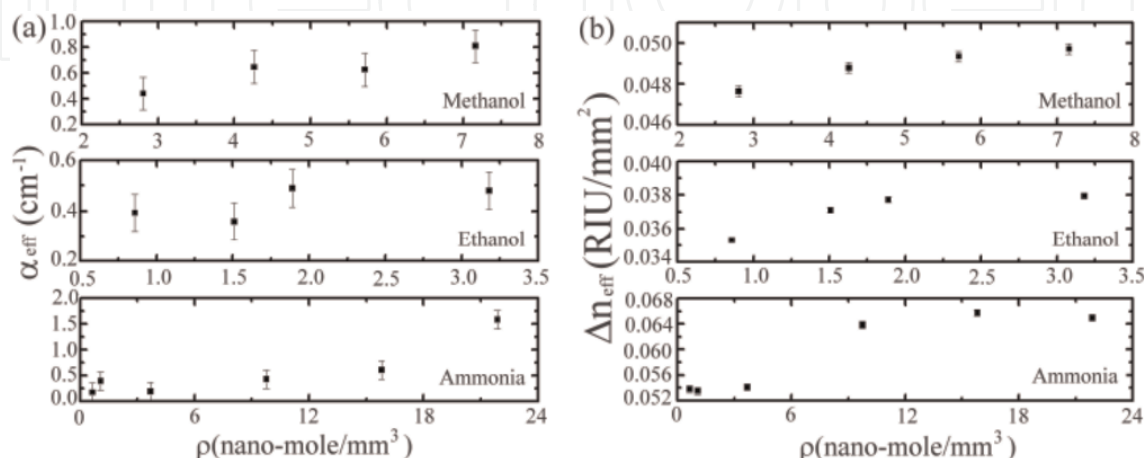 (a)
1.0
0.8
0.6
0.4
0.2
Methanol
2 3 4 5 6 7 8
0.6
0.4
0.2
Ethanol
0.5 1.0 1.5 2.0 2.5 3.0 3.5
2.0
1.5
1.0
0.5
0.0
Ammonia
0 6 12 18 24
αeff (cm⁻¹)
ρ(nano-mole/mm³)
(b)
0.050
0.048
0.046
Methanol
2 3 4 5 6 7 8
0.040
0.038
0.036
0.034
Ethanol
0.5 1.0 1.5 2.0 2.5 3.0 3.5
0.068
0.064
0.060
0.056
0.052
Ammonia
0 6 12 18 24
Δneff (RIU/mm²)
ρ(nano-mole/mm³)